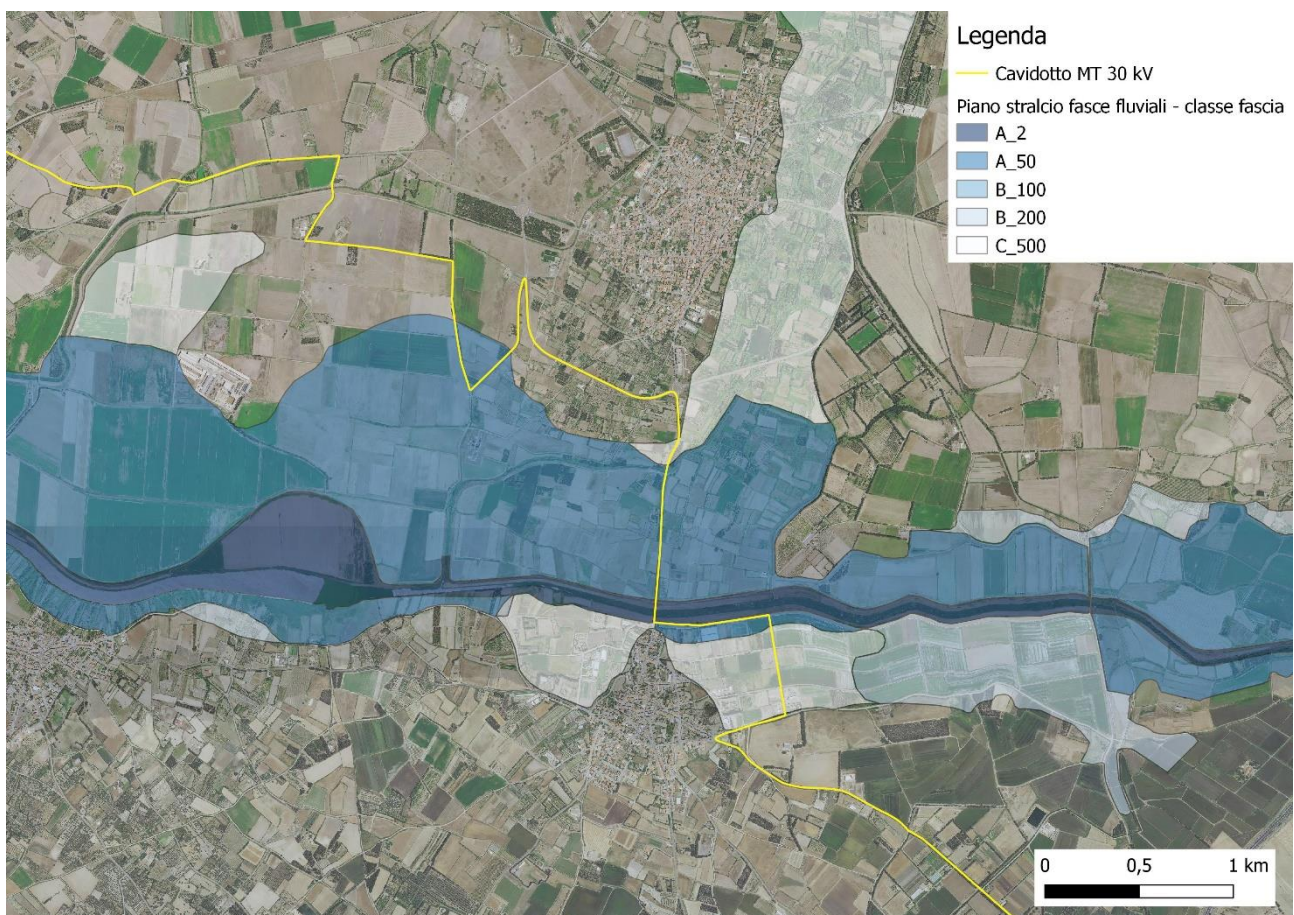 Legenda
Cavidotto MT 30 kV
Piano stralcio fasce fluviali - classe fascia
A_2
A_50
B_100
B_200
C_500
0 0,5 1 km